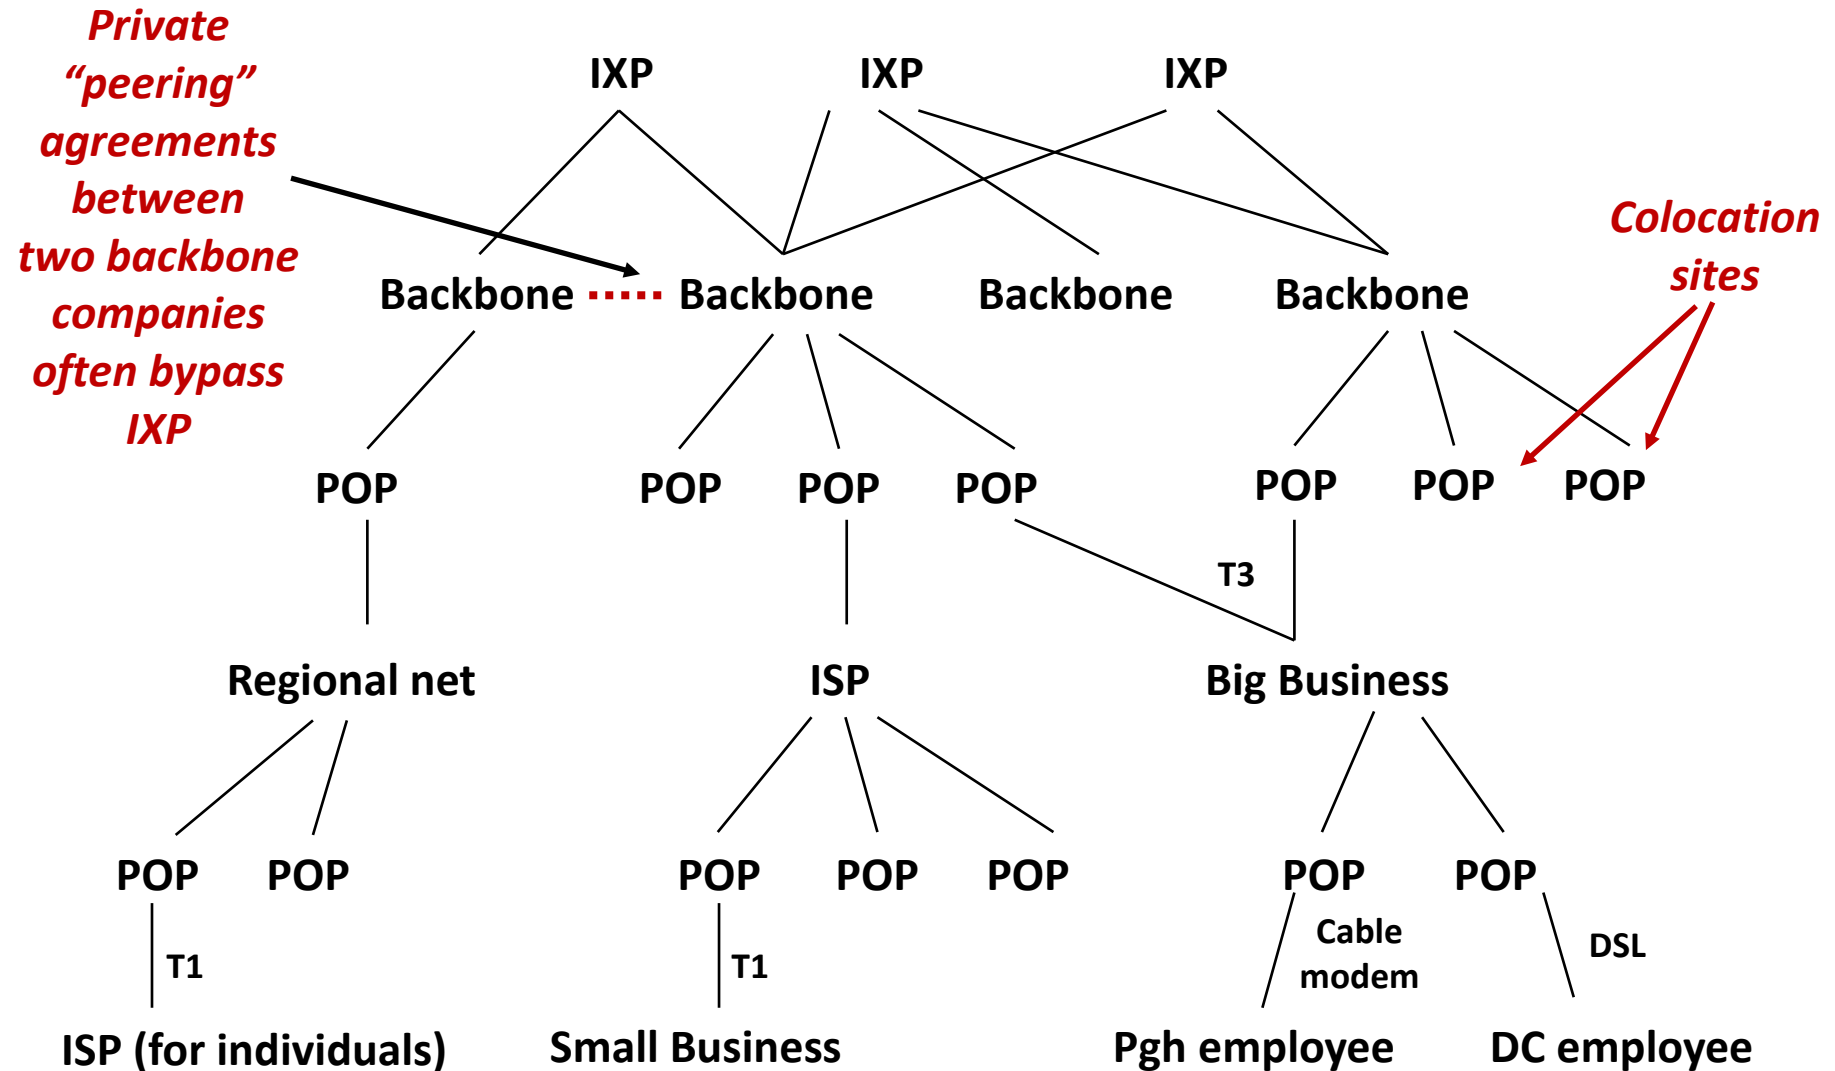 Private
“peering”
agreements
between
two backbone
companies
often bypass
IXP
IXP IXP IXP
Colocation
sites
Backbone Backbone Backbone Backbone
POP POP POP POP POP POP POP
T3
Regional net ISP Big Business
POP POP POP POP POP POP POP
T1 T1 Cable
modem DSL
ISP (for individuals) Small Business Pgh employee DC employee